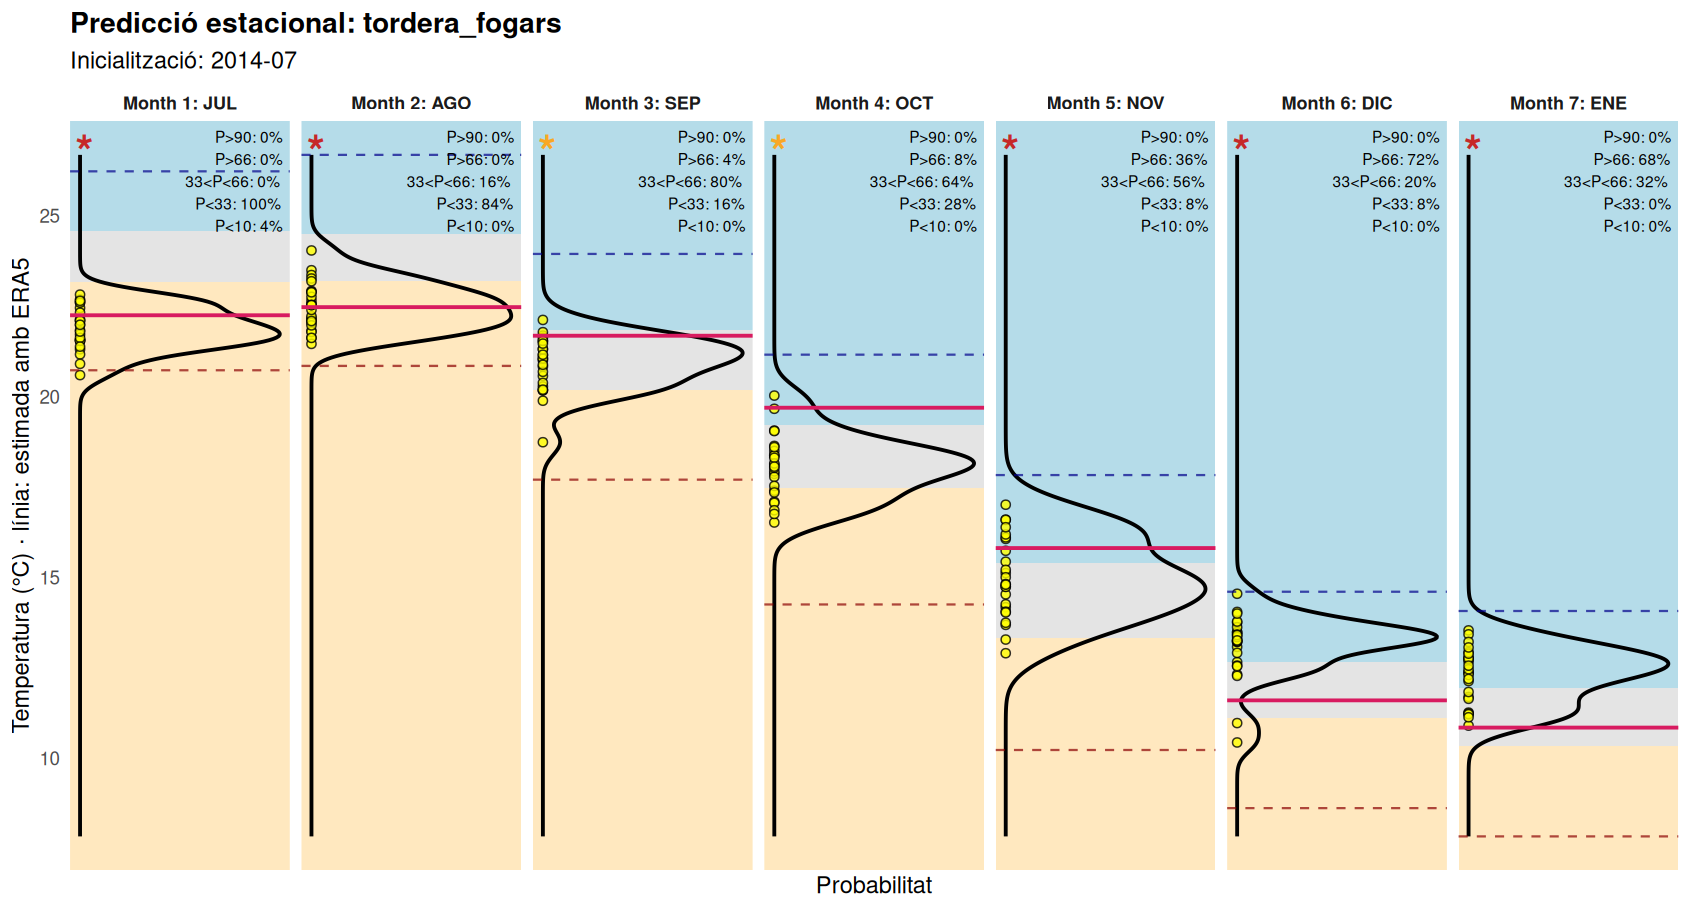 Predicció estacional: tordera_fogars
Inicialització: 2014-07
Month 1: JUL
Month 2: AGO
Month 3: SEP
Month 4: OCT
Month 5: NOV
Month 6: DIC
Month 7: ENE
*
P>90: 0%
P>66: 0%
33<P<66: 0%
P<33: 100%
P<10: 4%
*
P>90: 0%
P>66: 0%
33<P<66: 16%
P<33: 84%
P<10: 0%
*
P>90: 0%
P>66: 4%
33<P<66: 80%
P<33: 16%
P<10: 0%
*
P>90: 0%
P>66: 8%
33<P<66: 64%
P<33: 28%
P<10: 0%
*
P>90: 0%
P>66: 36%
33<P<66: 56%
P<33: 8%
P<10: 0%
*
P>90: 0%
P>66: 72%
33<P<66: 20%
P<33: 8%
P<10: 0%
*
P>90: 0%
P>66: 68%
33<P<66: 32%
P<33: 0%
P<10: 0%
25
20
15
10
Temperatura (°C) · línia: estimada amb ERA5
Probabilitat